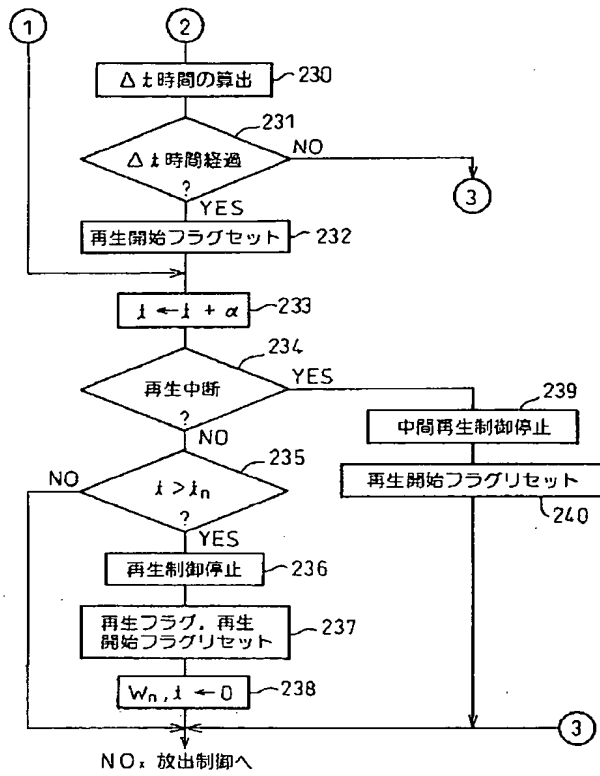 1
2
Δt時間の算出
230
231
Δt時間経過
?
NO
3
YES
再生開始フラグセット
232
t←t+α
233
234
再生中断
?
YES
NO
239
中間再生制御停止
235
NO
t>tn
?
YES
再生開始フラグリセット
240
再生制御停止
236
再生フラグ,再生
開始フラグリセット
237
Wn,t←0
238
3
NOx放出制御へ